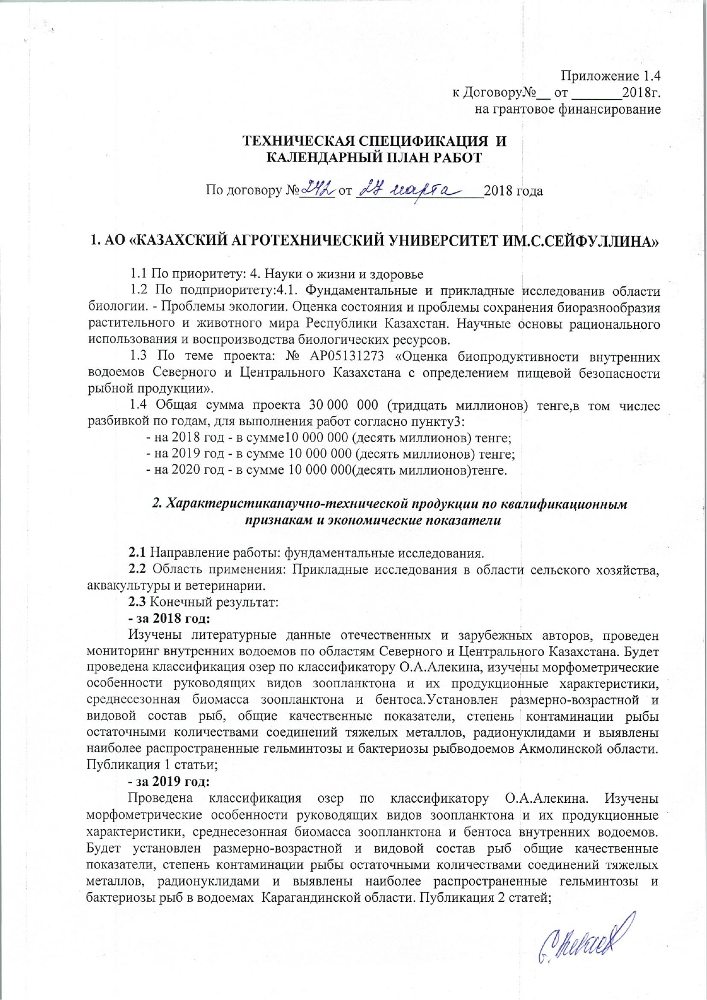 Приложение 1.4
к Договору№__ от _______2018г.
на грантовое финансирование
ТЕХНИЧЕСКАЯ СПЕЦИФИКАЦИЯ И
КАЛЕНДАРНЫЙ ПЛАН РАБОТ
По договору № 242 от 27 марта 2018 года
1. АО «КАЗАХСКИЙ АГРОТЕХНИЧЕСКИЙ УНИВЕРСИТЕТ ИМ.С.СЕЙФУЛЛИНА»
1.1 По приоритету: 4. Науки о жизни и здоровье
1.2 По подприоритету:4.1. Фундаментальные и прикладные исследованив области
биологии. - Проблемы экологии. Оценка состояния и проблемы сохранения биоразнообразия
растительного и животного мира Республики Казахстан. Научные основы рационального
использования и воспроизводства биологических ресурсов.
1.3 По теме проекта: № АР05131273 «Оценка биопродуктивности внутренних
водоемов Северного и Центрального Казахстана с определением пищевой безопасности
рыбной продукции».
1.4 Общая сумма проекта 30 000 000 (тридцать миллионов) тенге,в том числес
разбивкой по годам, для выполнения работ согласно пункту3:
- на 2018 год - в сумме10 000 000 (десять миллионов) тенге;
- на 2019 год - в сумме 10 000 000 (десять миллионов) тенге;
- на 2020 год - в сумме 10 000 000(десять миллионов)тенге.
2. Характеристиканаучно-технической продукции по квалификационным
признакам и экономические показатели
2.1 Направление работы: фундаментальные исследования.
2.2 Область применения: Прикладные исследования в области сельского хозяйства,
аквакультуры и ветеринарии.
2.3 Конечный результат:
- за 2018 год:
Изучены литературные данные отечественных и зарубежных авторов, проведен
мониторинг внутренних водоемов по областям Северного и Центрального Казахстана. Будет
проведена классификация озер по классификатору О.А.Алекина, изучены морфометрические
особенности руководящих видов зоопланктона и их продукционные характеристики,
среднесезонная биомасса зоопланктона и бентоса.Установлен размерно-возрастной и
видовой состав рыб, общие качественные показатели, степень контаминации рыбы
остаточными количествами соединений тяжелых металлов, радионуклидами и выявлены
наиболее распространенные гельминтозы и бактериозы рыбводоемов Акмолинской области.
Публикация 1 статьи;
- за 2019 год:
Проведена классификация озер по классификатору О.А.Алекина. Изучены
морфометрические особенности руководящих видов зоопланктона и их продукционные
характеристики, среднесезонная биомасса зоопланктона и бентоса внутренних водоемов.
Будет установлен размерно-возрастной и видовой состав рыб общие качественные
показатели, степень контаминации рыбы остаточными количествами соединений тяжелых
металлов, радионуклидами и выявлены наиболее распространенные гельминтозы и
бактериозы рыб в водоемах Карагандинской области. Публикация 2 статей;